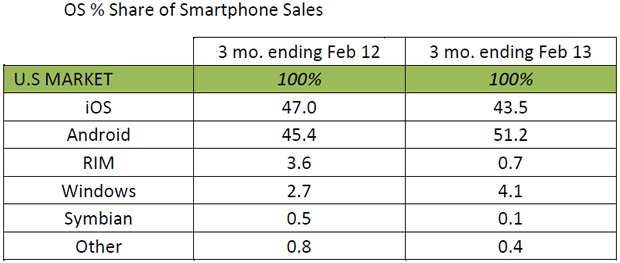 OS % Share of Smartphone Sales
3 mo. ending Feb 12 3 mo. ending Feb 13
U.S MARKET 100% 100%
iOS 47.0 43.5
Android 45.4 51.2
RIM 3.6 0.7
Windows 2.7 4.1
Symbian 0.5 0.1
Other 0.8 0.4